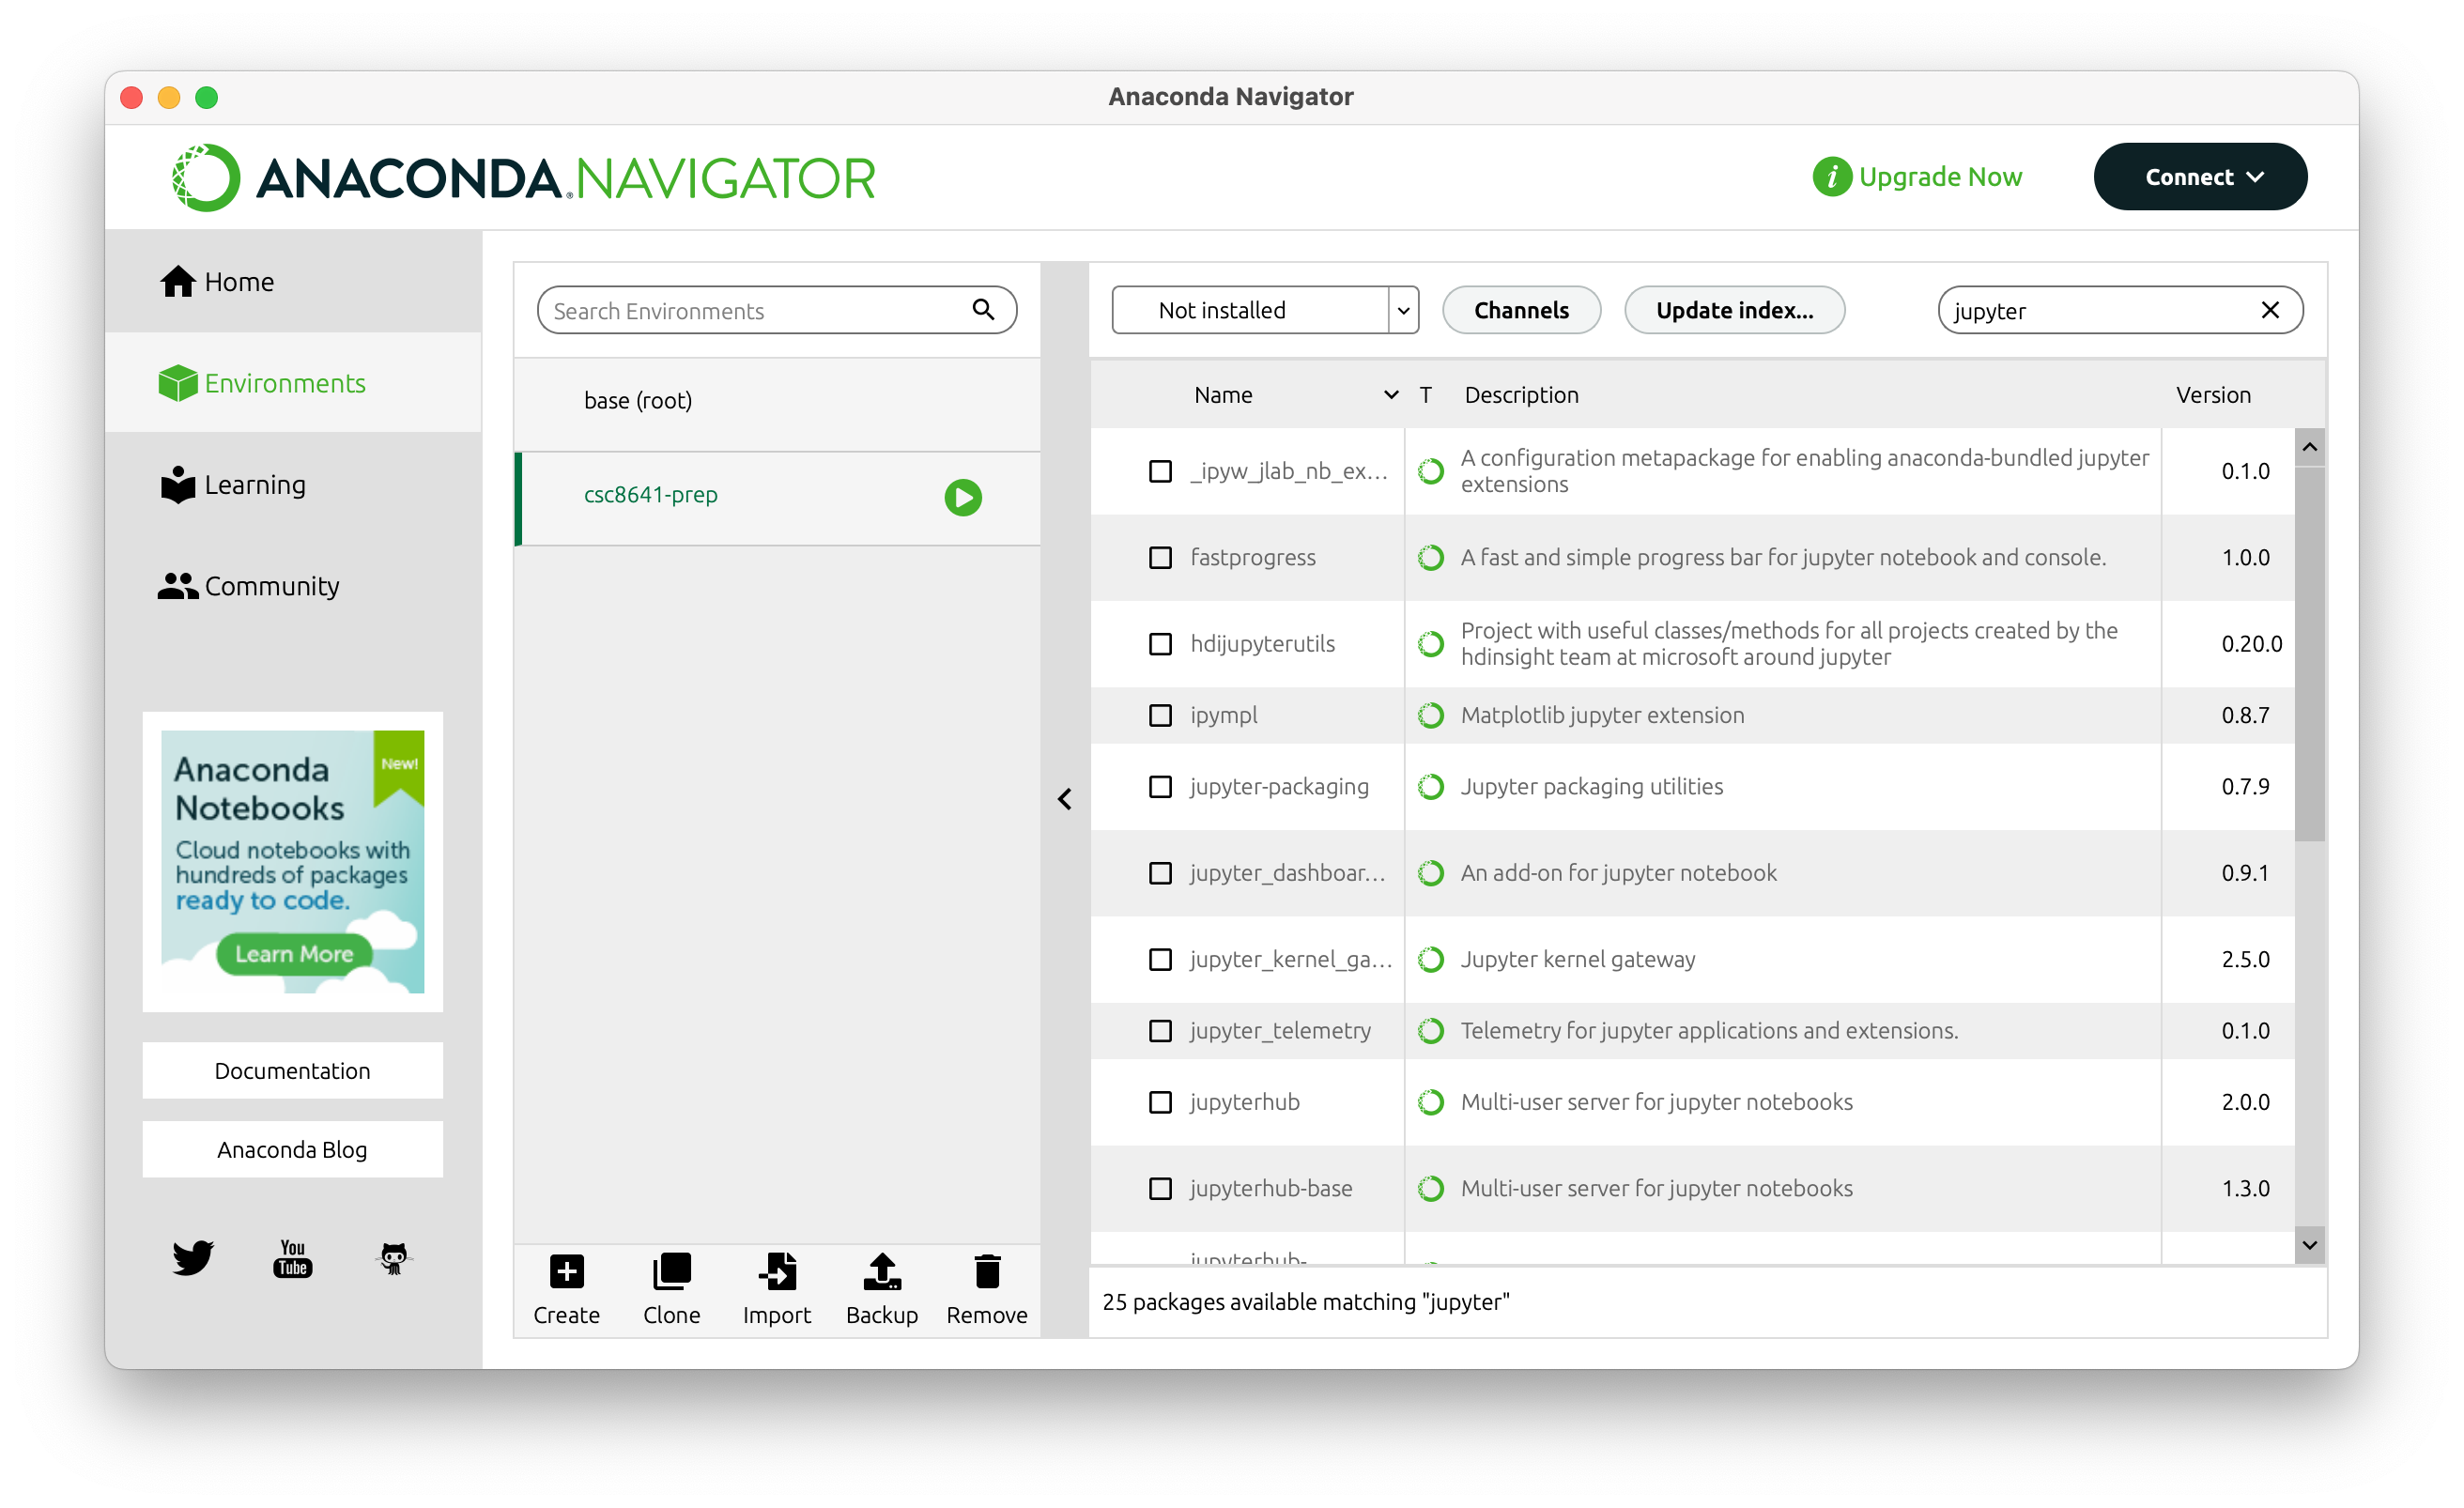 Anaconda Navigator
ANACONDA.NAVIGATOR
Upgrade Now
Connect
Home
Environments
Learning
Community
Anaconda
Notebooks
New!
Cloud notebooks with
hundreds of packages
ready to code.
Learn More
Documentation
Anaconda Blog
You
Tube
Search Environments
base (root)
csc8641-prep
Create
Clone
Import
Backup
Remove
Not installed
Channels
Update index...
jupyter
Name T Description Version
_ipyw_jlab_nb_ex... A configuration metapackage for enabling anaconda-bundled jupyter
extensions 0.1.0
fastprogress A fast and simple progress bar for jupyter notebook and console. 1.0.0
hdijupyterutils Project with useful classes/methods for all projects created by the
hdinsight team at microsoft around jupyter 0.20.0
ipympl Matplotlib jupyter extension 0.8.7
jupyter-packaging Jupyter packaging utilities 0.7.9
jupyter_dashboar... An add-on for jupyter notebook 0.9.1
jupyter_kernel_ga... Jupyter kernel gateway 2.5.0
jupyter_telemetry Telemetry for jupyter applications and extensions. 0.1.0
jupyterhub Multi-user server for jupyter notebooks 2.0.0
jupyterhub-base Multi-user server for jupyter notebooks 1.3.0
jupyterhub-
25 packages available matching "jupyter"